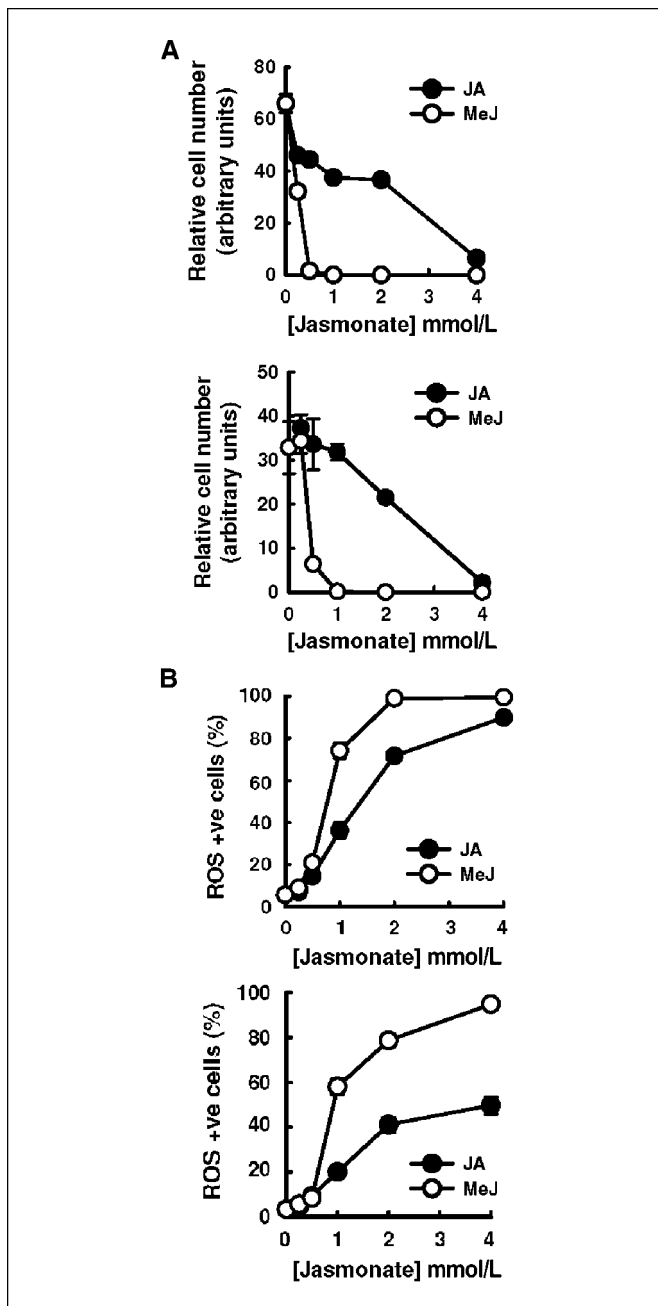 A
Relative cell number
(arbitrary units)
80
60
40
20
0
JA
MeJ
0 1 2 3 4
[Jasmonate] mmol/L
Relative cell number
(arbitrary units)
50
40
30
20
10
0
JA
MeJ
0 1 2 3 4
[Jasmonate] mmol/L
B
ROS +ve cells (%)
100
80
60
40
20
0
JA
MeJ
0 1 2 3 4
[Jasmonate] mmol/L
ROS +ve cells (%)
100
80
60
40
20
0
JA
MeJ
0 1 2 3 4
[Jasmonate] mmol/L